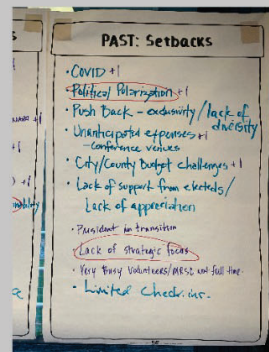 PAST: Setbacks
• COVID +1
• Political Polarization +1
• Push Back - exclusivity / lack of diversity
• Unanticipated expenses +1
- conference venues
• City/County Budget challenges +1
• Lack of support from electeds /
Lack of appreciation
• President in transition
• Lack of strategic focus
• Very Busy Volunteers/MRSC not full time.
• Limited Check-ins.
+1
+1